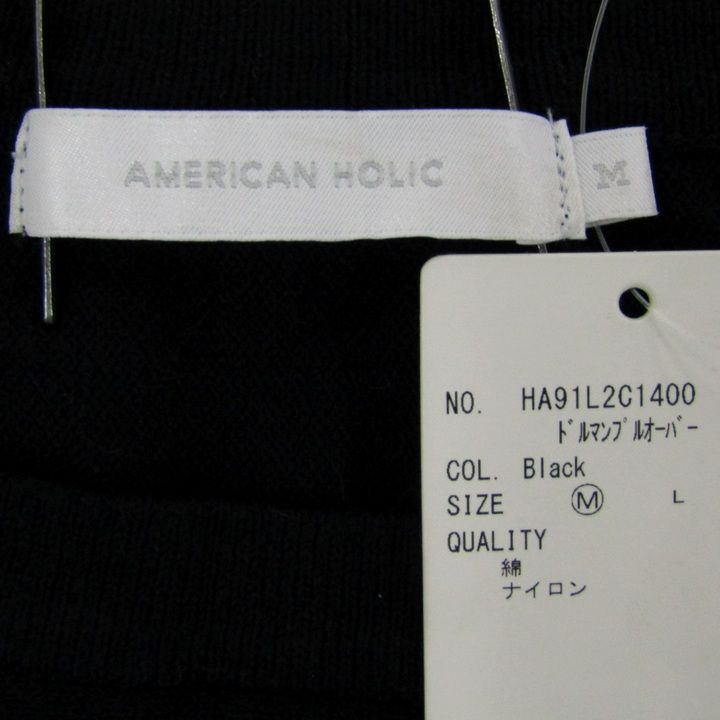 AMERICAN HOLIC
M
NO. HA91L2C1400
ﾄﾞﾙﾏﾝﾌﾟﾙｵｰﾊﾞｰ
COL. Black
SIZE Ⓜ L
QUALITY
綿
ナイロン